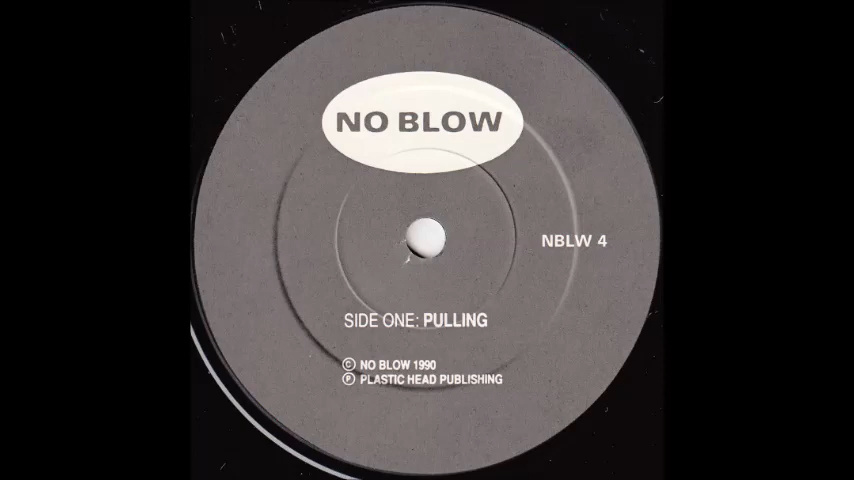 NO BLOW
NBLW 4
SIDE ONE: PULLING
© NO BLOW 1990
℗ PLASTIC HEAD PUBLISHING